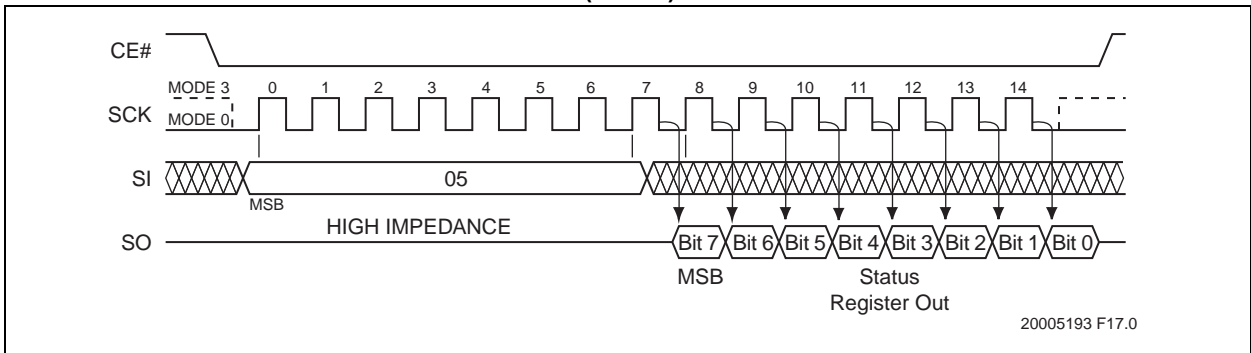 CE#
MODE 3 0 1 2 3 4 5 6 7 8 9 10 11 12 13 14
SCK
MODE 0
SI 05
MSB
HIGH IMPEDANCE
SO Bit 7 Bit 6 Bit 5 Bit 4 Bit 3 Bit 2 Bit 1 Bit 0
MSB Status
Register Out
20005193 F17.0